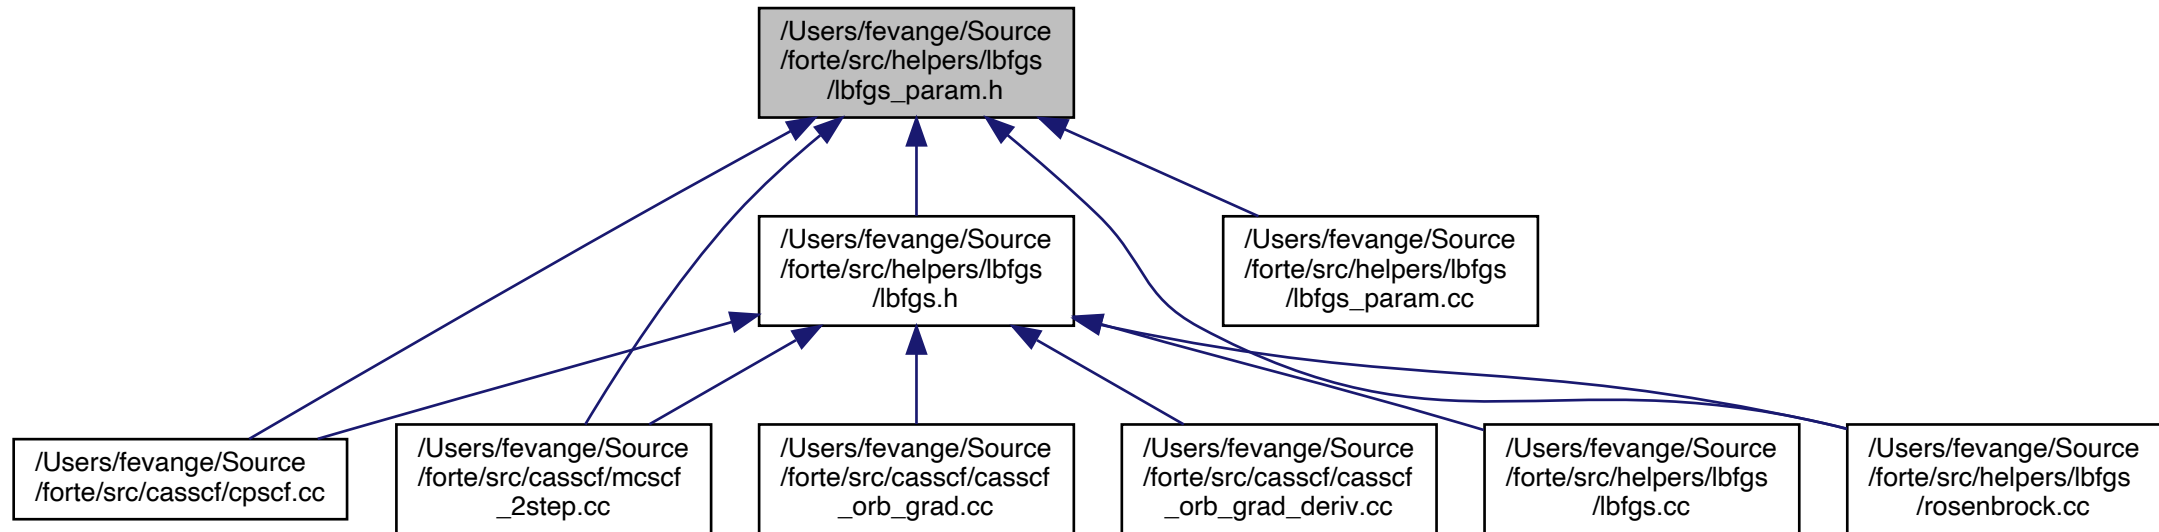 /Users/fevange/Source
/forte/src/helpers/lbfgs
/lbfgs_param.h
/Users/fevange/Source
/forte/src/helpers/lbfgs
/lbfgs.h
/Users/fevange/Source
/forte/src/helpers/lbfgs
/lbfgs_param.cc
/Users/fevange/Source
/forte/src/casscf/cpscf.cc
/Users/fevange/Source
/forte/src/casscf/mcscf
_2step.cc
/Users/fevange/Source
/forte/src/casscf/casscf
_orb_grad.cc
/Users/fevange/Source
/forte/src/casscf/casscf
_orb_grad_deriv.cc
/Users/fevange/Source
/forte/src/helpers/lbfgs
/lbfgs.cc
/Users/fevange/Source
/forte/src/helpers/lbfgs
/rosenbrock.cc